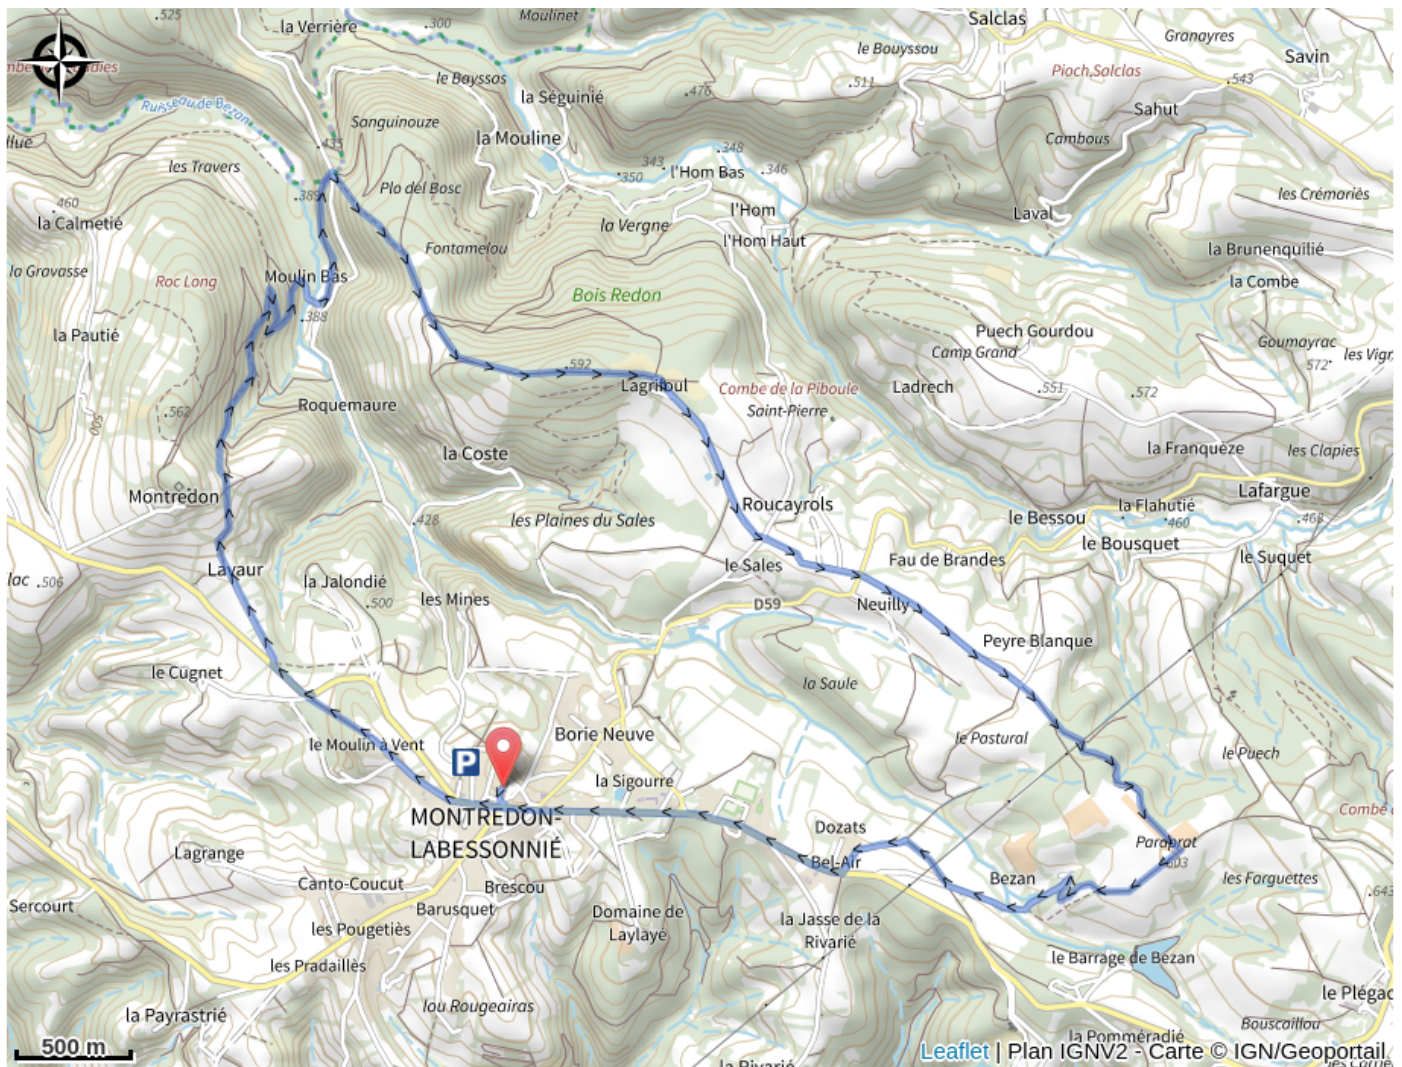 .525
la Verrière
.300
Moulinet
Salclas
le Bouyssou
Granayres
Savin
Pioch Salclas
.543
le Bayssas
la Séguinié
.476
.511
Sahut
Ruisseau de Bezan
Sanguinouze
la Mouline
Cambous
.435
les Travers
343
.348
.346
.350
l'Hom Bas
.389
Plo del Bosc
les Crémariès
460
la Calmetié
la Vergne
l'Hom
l'Hom Haut
Laval
Fontamelou
la Brunenquilié
la Gravasse
Roc Long
Moulin Bas
Bois Redon
la Combe
.388
la Pautié
Puech Gourdou
Camp Grand
Goumayrac
572
les Vigr
.592
Lagrifoul
Combe de la Piboule
Saint-Pierre
Ladrech
.551
.572
.562
500
Roquemaure
la Coste
la Franquèze
les Clapies
Montredon
Roucayrols
Lafargue
.428
les Plaines du Sales
le Bessou
la Flahutié
.460
.468
le Bousquet
le Suquet
Lavaur
la Jalondié
le Sales
Fau de Brandes
lac
.506
.500
les Mines
D59
Neuilly
Peyre Blanque
le Cugnet
la Saule
le Moulin à Vent
Borie Neuve
le Pastural
le Puech
P
la Sigourre
MONTREDON-
LABESSONNIÉ
Dozats
Paraprat
603
Lagrange
Bel-Air
Bezan
les Farguettes
Canto-Coucut
Brescou
.643
Sercourt
Barusquet
Domaine de
Laylayé
la Jasse de la
Rivarié
les Pougetiès
les Pradaillès
le Barrage de Bezan
lou Rougeairas
le Plégac
la Payrastrié
Bouscaillou
la Pomméradié
500 m
Leaflet | Plan IGNV2 - Carte © IGN/Geoportail